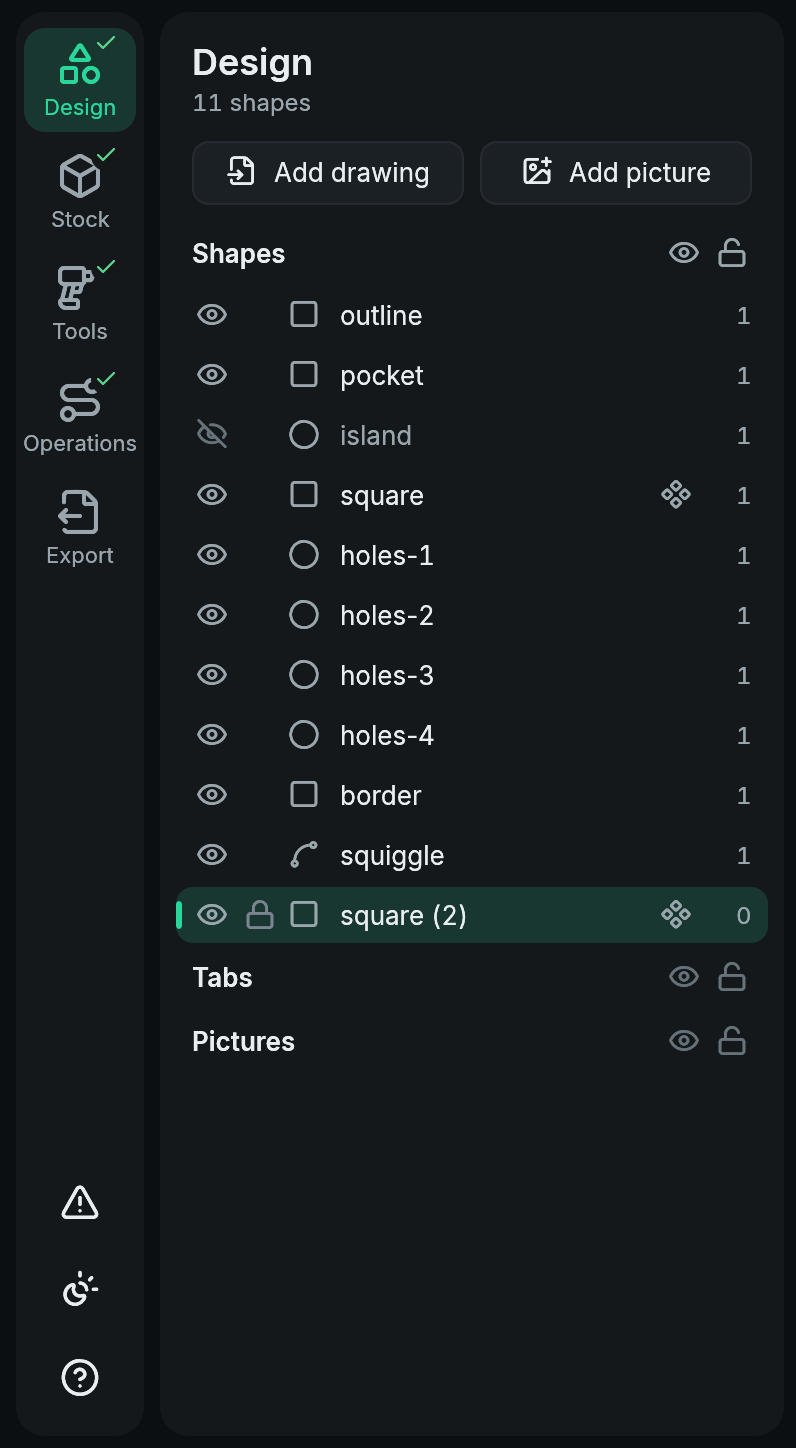 Design
Stock
Tools
Operations
Export
Design
11 shapes
Add drawing
Add picture
Shapes
outline 1
pocket 1
island 1
square 1
holes-1 1
holes-2 1
holes-3 1
holes-4 1
border 1
squiggle 1
square (2) 0
Tabs
Pictures